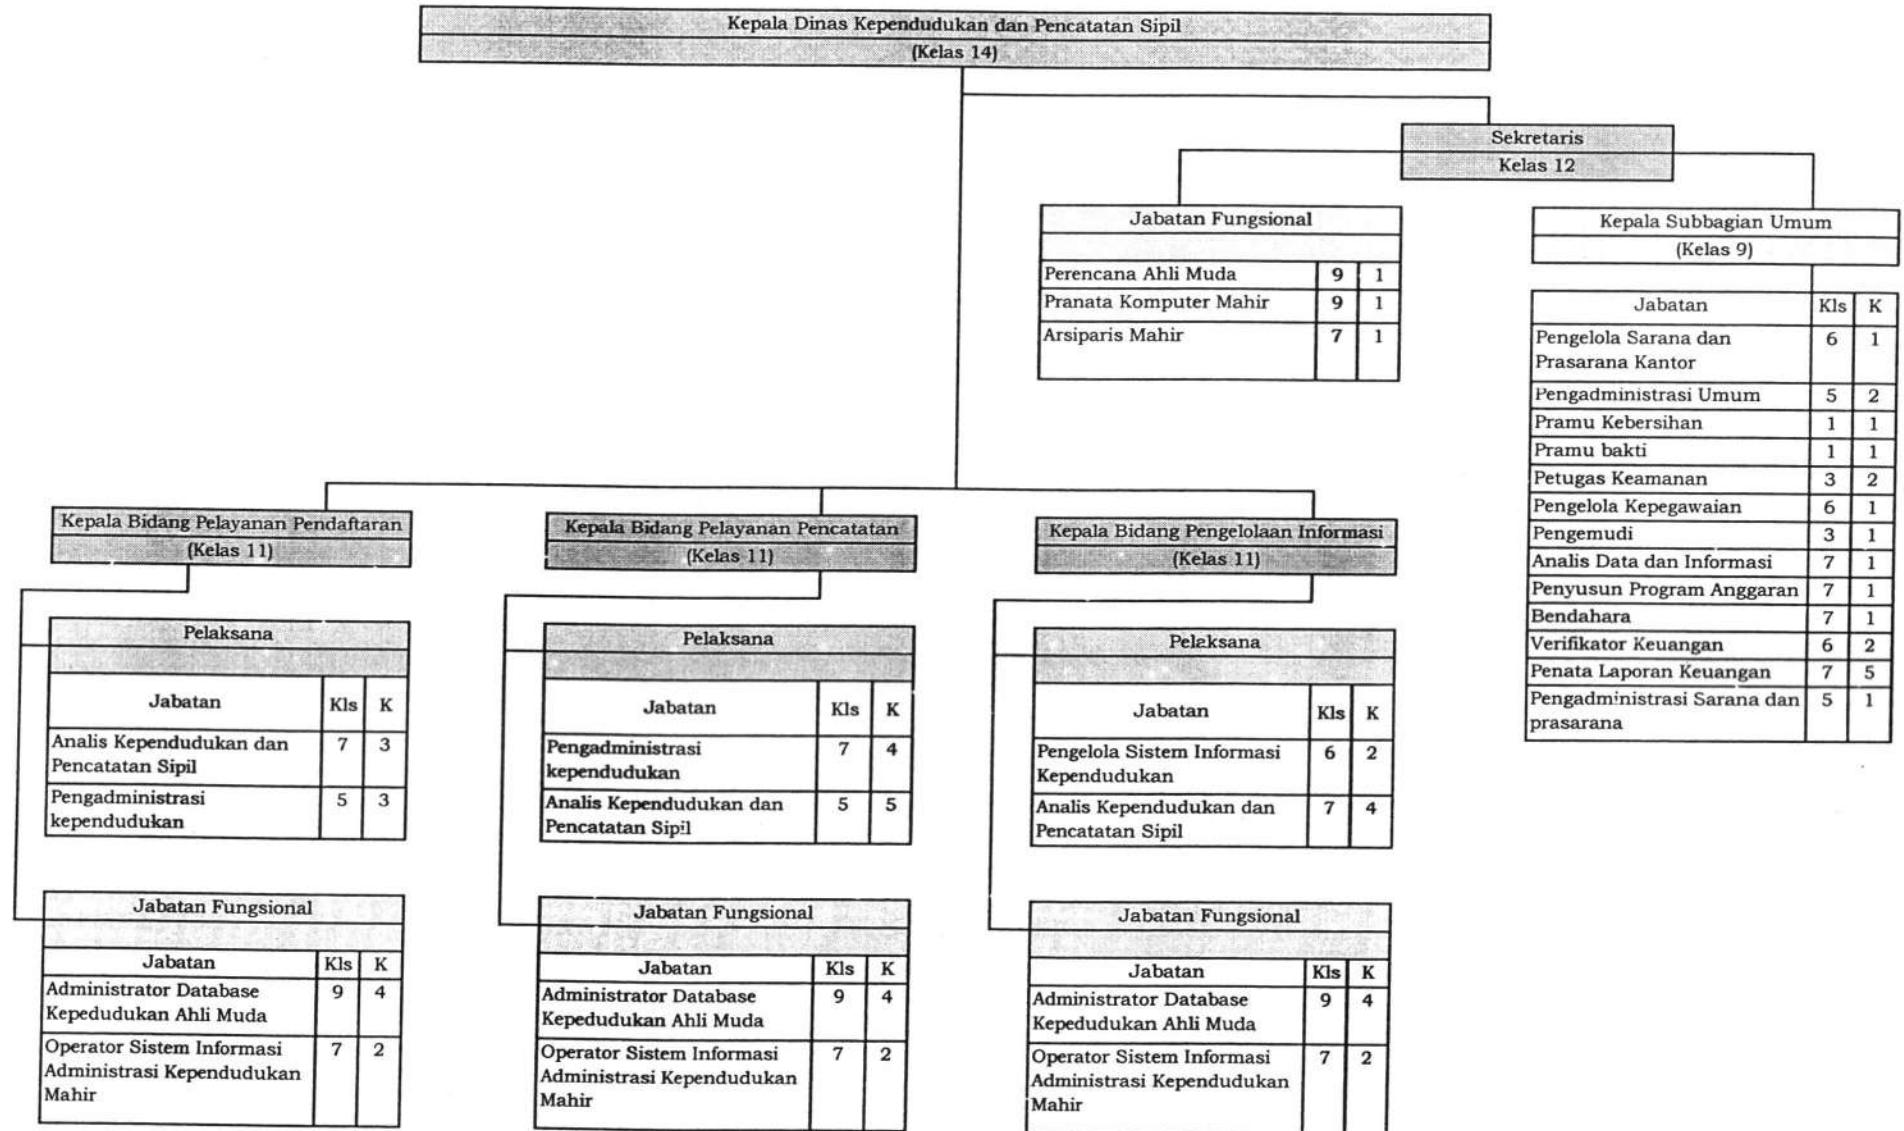 Kepala Dinas Kependudukan dan Pencatatan Sipil
(Kelas 14)
Sekretaris
Kelas 12
Jabatan Fungsional
Perencana Ahli Muda 9 1
Pranata Komputer Mahir 9 1
Arsiparis Mahir 7 1
Kepala Subbagian Umum
(Kelas 9)
Jabatan Kls K
Pengelola Sarana dan 6 1
Prasarana Kantor
Pengadministrasi Umum 5 2
Pramu Kebersihan 1 1
Pramu bakti 1 1
Petugas Keamanan 3 2
Pengelola Kepegawaian 6 1
Pengemudi 3 1
Analis Data dan Informasi 7 1
Penyusun Program Anggaran 7 1
Bendahara 7 1
Verifikator Keuangan 6 2
Penata Laporan Keuangan 7 5
Pengadministrasi Sarana dan 5 1
prasarana
Kepala Bidang Pelayanan Pendaftaran
(Kelas 11)
Pelaksana
Jabatan Kls K
Analis Kependudukan dan 7 3
Pencatatan Sipil
Pengadministrasi 5 3
kependudukan
Jabatan Fungsional
Jabatan Kls K
Administrator Database 9 4
Kepedudukan Ahli Muda
Operator Sistem Informasi 7 2
Administrasi Kependudukan
Mahir
Kepala Bidang Pelayanan Pencatatan
(Kelas 11)
Pelaksana
Jabatan Kls K
Pengadministrasi 7 4
kependudukan
Analis Kependudukan dan 5 5
Pencatatan Sipil
Jabatan Fungsional
Jabatan Kls K
Administrator Database 9 4
Kepedudukan Ahli Muda
Operator Sistem Informasi 7 2
Administrasi Kependudukan
Mahir
Kepala Bidang Pengelolaan Informasi
(Kelas 11)
Pelaksana
Jabatan Kls K
Pengelola Sistem Informasi 6 2
Kependudukan
Analis Kependudukan dan 7 4
Pencatatan Sipil
Jabatan Fungsional
Jabatan Kls K
Administrator Database 9 4
Kepedudukan Ahli Muda
Operator Sistem Informasi 7 2
Administrasi Kependudukan
Mahir